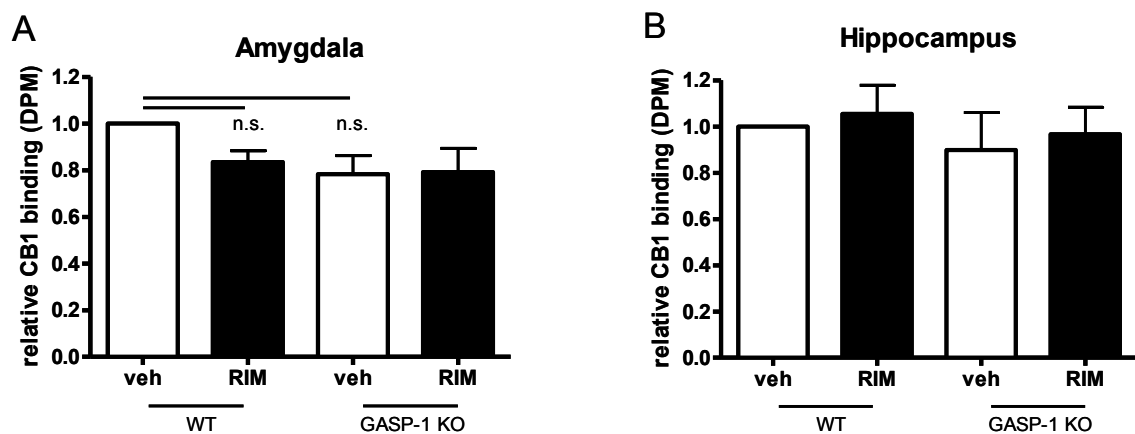 A
Amygdala
relative CB1 binding (DPM)
1.2
1.0
0.8
0.6
0.4
0.2
0.0
n.s. n.s.
veh RIM veh RIM
WT GASP-1 KO
B
Hippocampus
relative CB1 binding (DPM)
1.2
1.0
0.8
0.6
0.4
0.2
0.0
veh RIM veh RIM
WT GASP-1 KO